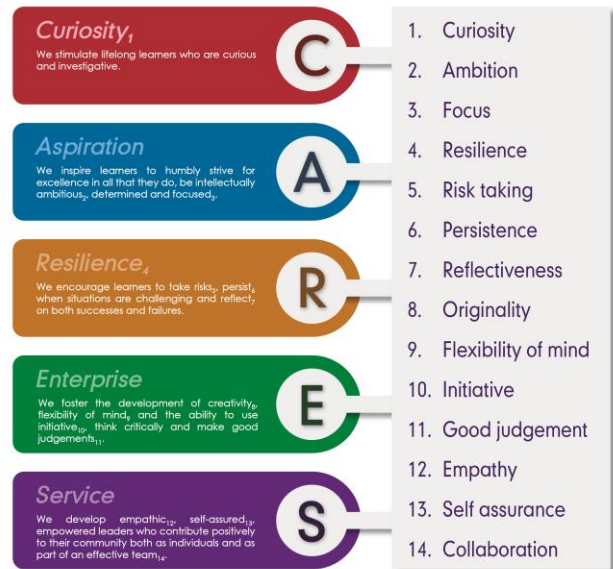 Curiosity₁
We stimulate lifelong learners who are curious
and investigative.
C
Aspiration
We inspire learners to humbly strive for
excellence in all that they do, be intellectually
ambitious₂, determined and focused₃.
A
Resilience₄
We encourage learners to take risks₅, persist₆
when situations are challenging and reflect₇
on both successes and failures.
R
Enterprise
We foster the development of creativity₈,
flexibility of mind₉ and the ability to use
initiative₁₀, think critically and make good
judgements₁₁.
E
Service
We develop empathic₁₂, self-assured₁₃,
empowered leaders who contribute positively
to their community both as individuals and as
part of an effective team₁₄.
S
1. Curiosity
2. Ambition
3. Focus
4. Resilience
5. Risk taking
6. Persistence
7. Reflectiveness
8. Originality
9. Flexibility of mind
10. Initiative
11. Good judgement
12. Empathy
13. Self assurance
14. Collaboration